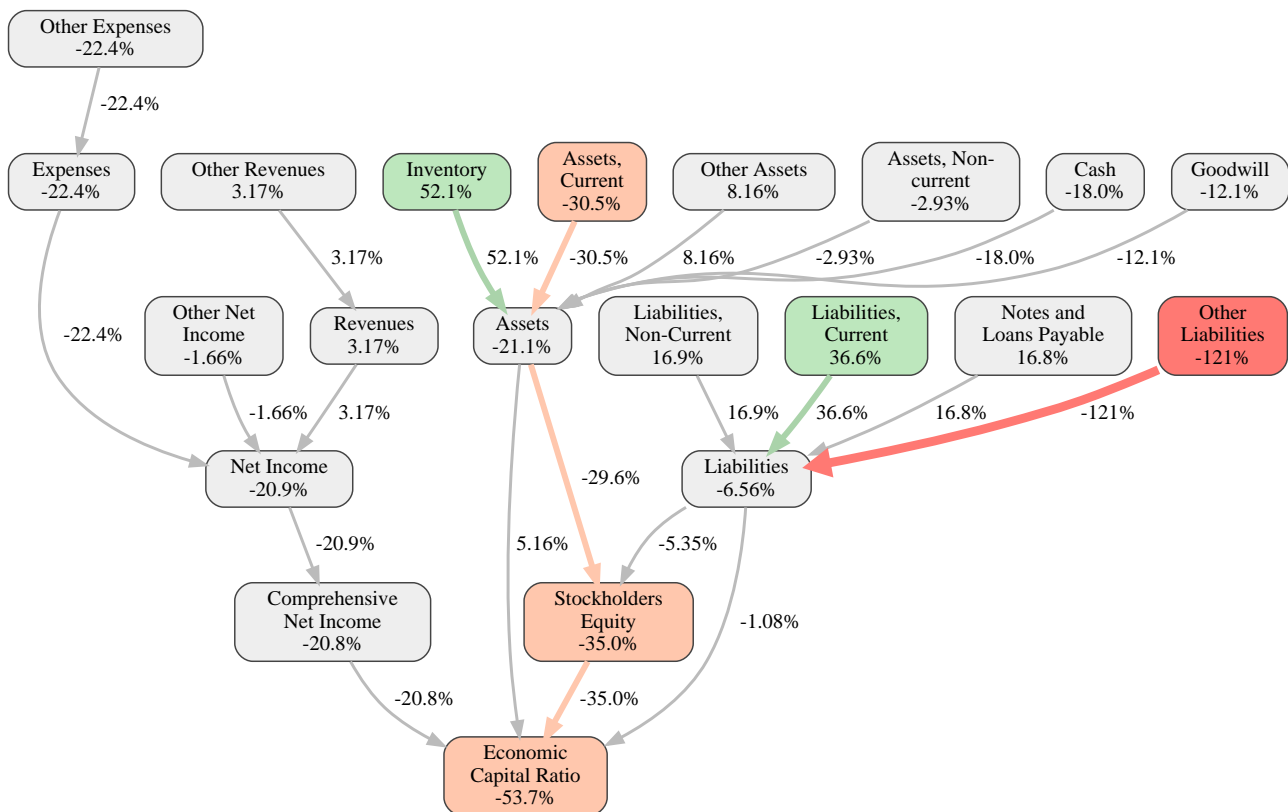 Other Expenses
-22.4%
-22.4%
Expenses
-22.4%
Other Revenues
3.17%
Inventory
52.1%
Assets,
Current
-30.5%
Other Assets
8.16%
Assets, Non-
current
-2.93%
Cash
-18.0%
Goodwill
-12.1%
3.17%
52.1%
-30.5%
8.16%
-2.93%
-18.0%
-12.1%
-22.4%
Other Net
Income
-1.66%
Revenues
3.17%
Assets
-21.1%
Liabilities,
Non-Current
16.9%
Liabilities,
Current
36.6%
Notes and
Loans Payable
16.8%
Other
Liabilities
-121%
-1.66%
3.17%
16.9%
36.6%
16.8%
-121%
Net Income
-20.9%
-29.6%
Liabilities
-6.56%
-20.9%
5.16%
-5.35%
Comprehensive
Net Income
-20.8%
Stockholders
Equity
-35.0%
-1.08%
-20.8%
-35.0%
Economic
Capital Ratio
-53.7%